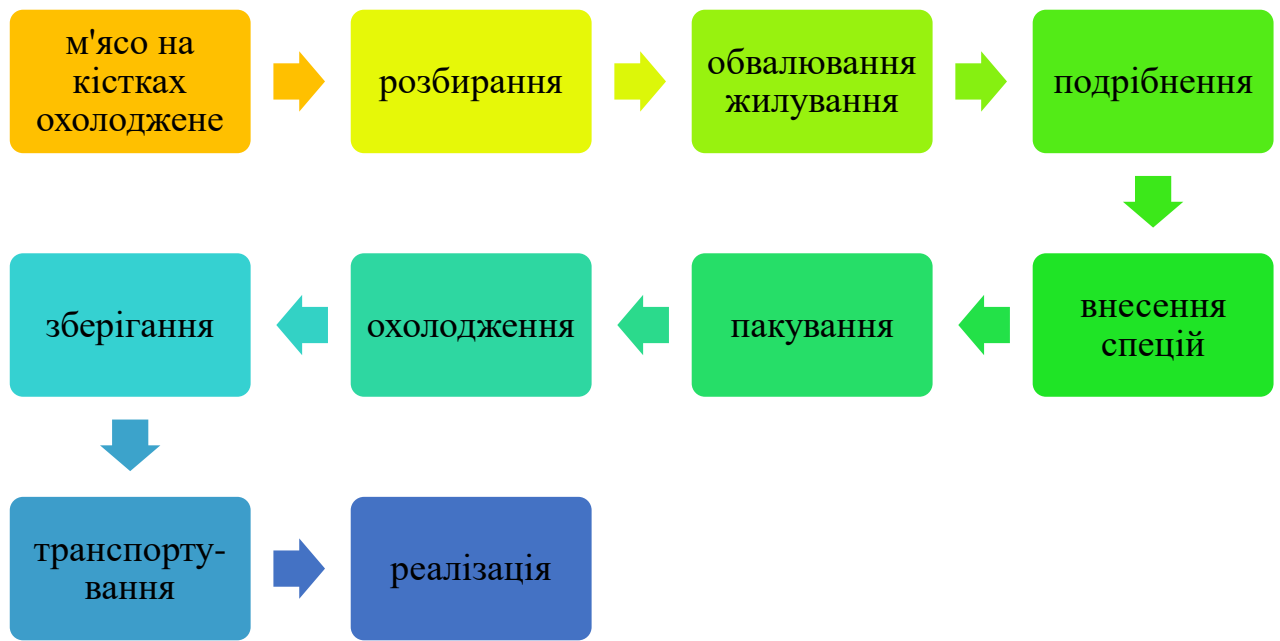 м'ясо на
кістках
охолоджене
розбирання
обвалювання
жилування
подрібнення
внесення
спецій
пакування
охолодження
зберігання
транспорту-
вання
реалізація